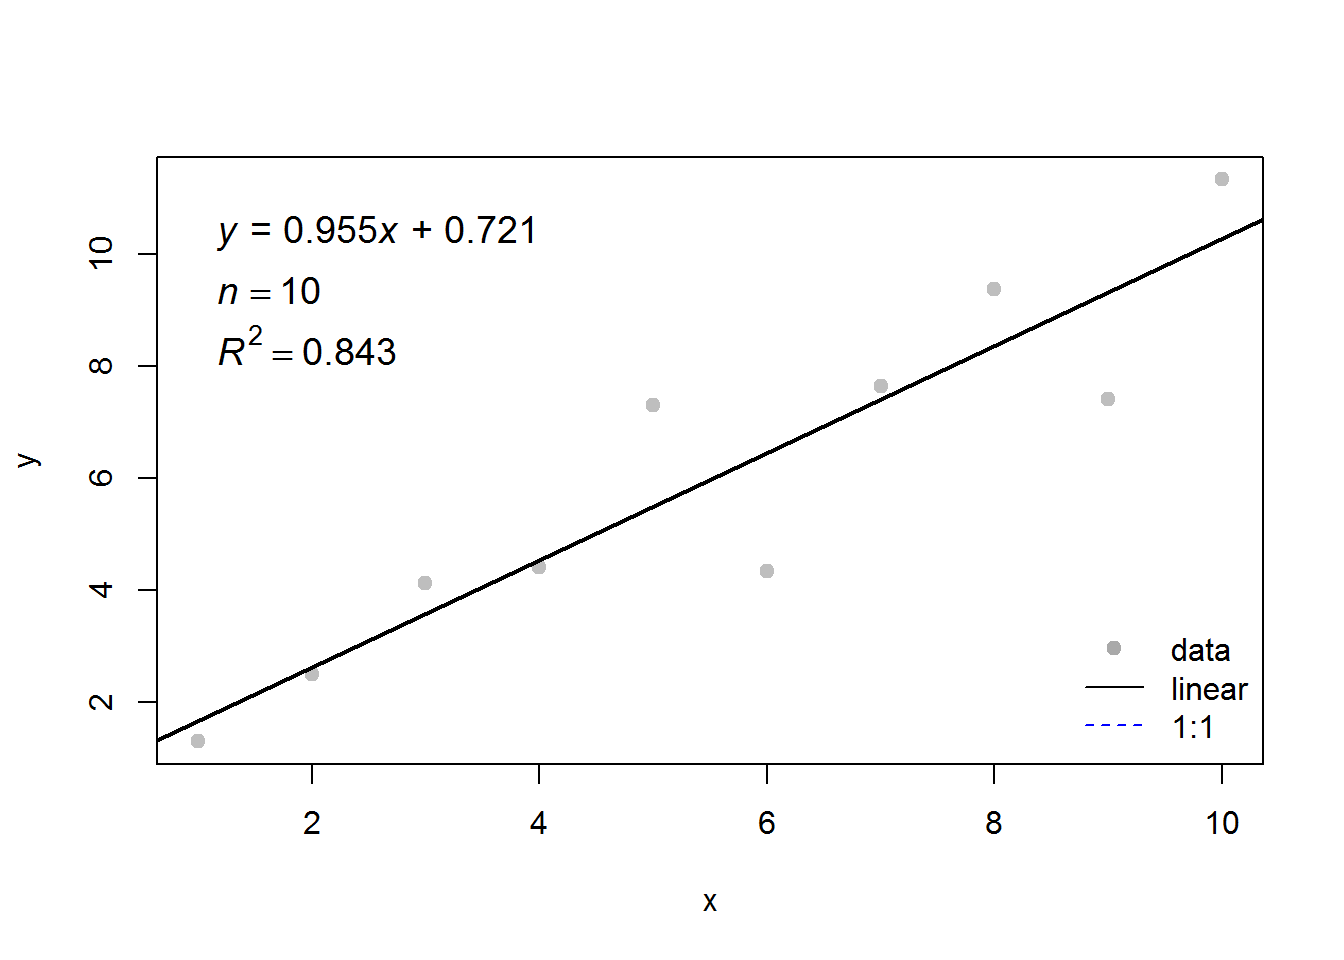 y = 0.955x + 0.721
n = 10
R² = 0.843
10
8
6
4
2
y
data
linear
1:1
2 4 6 8 10
x